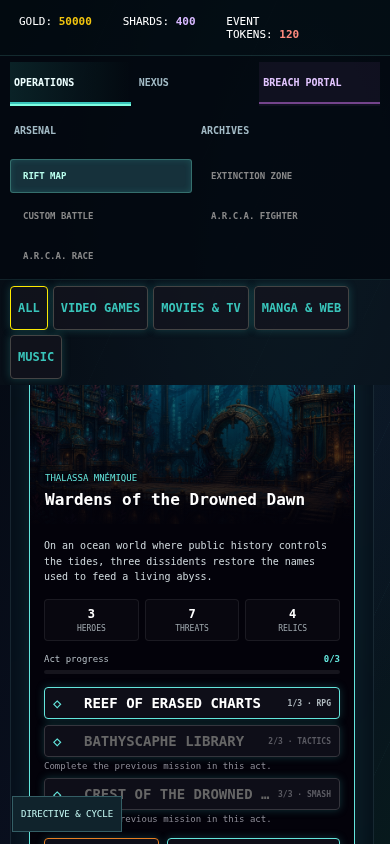 GOLD: 50000 SHARDS: 400 EVENT TOKENS: 120
OPERATIONS NEXUS BREACH PORTAL
ARSENAL ARCHIVES
RIFT MAP EXTINCTION ZONE
CUSTOM BATTLE A.R.C.A. FIGHTER
A.R.C.A. RACE
ALL VIDEO GAMES MOVIES & TV MANGA & WEB
MUSIC
THALASSA MNÉMIQUE
Wardens of the Drowned Dawn
On an ocean world where public history controls
the tides, three dissidents restore the names
used to feed a living abyss.
3 7 4
HEROES THREATS RELICS
Act progress 0/3
◇ REEF OF ERASED CHARTS 1/3 · RPG
◇ BATHYSCAPHE LIBRARY 2/3 · TACTICS
Complete the previous mission in this act.
◇ CREST OF THE DROWNED … 3/3 · SMASH
previous mission in this act.
DIRECTIVE & CYCLE